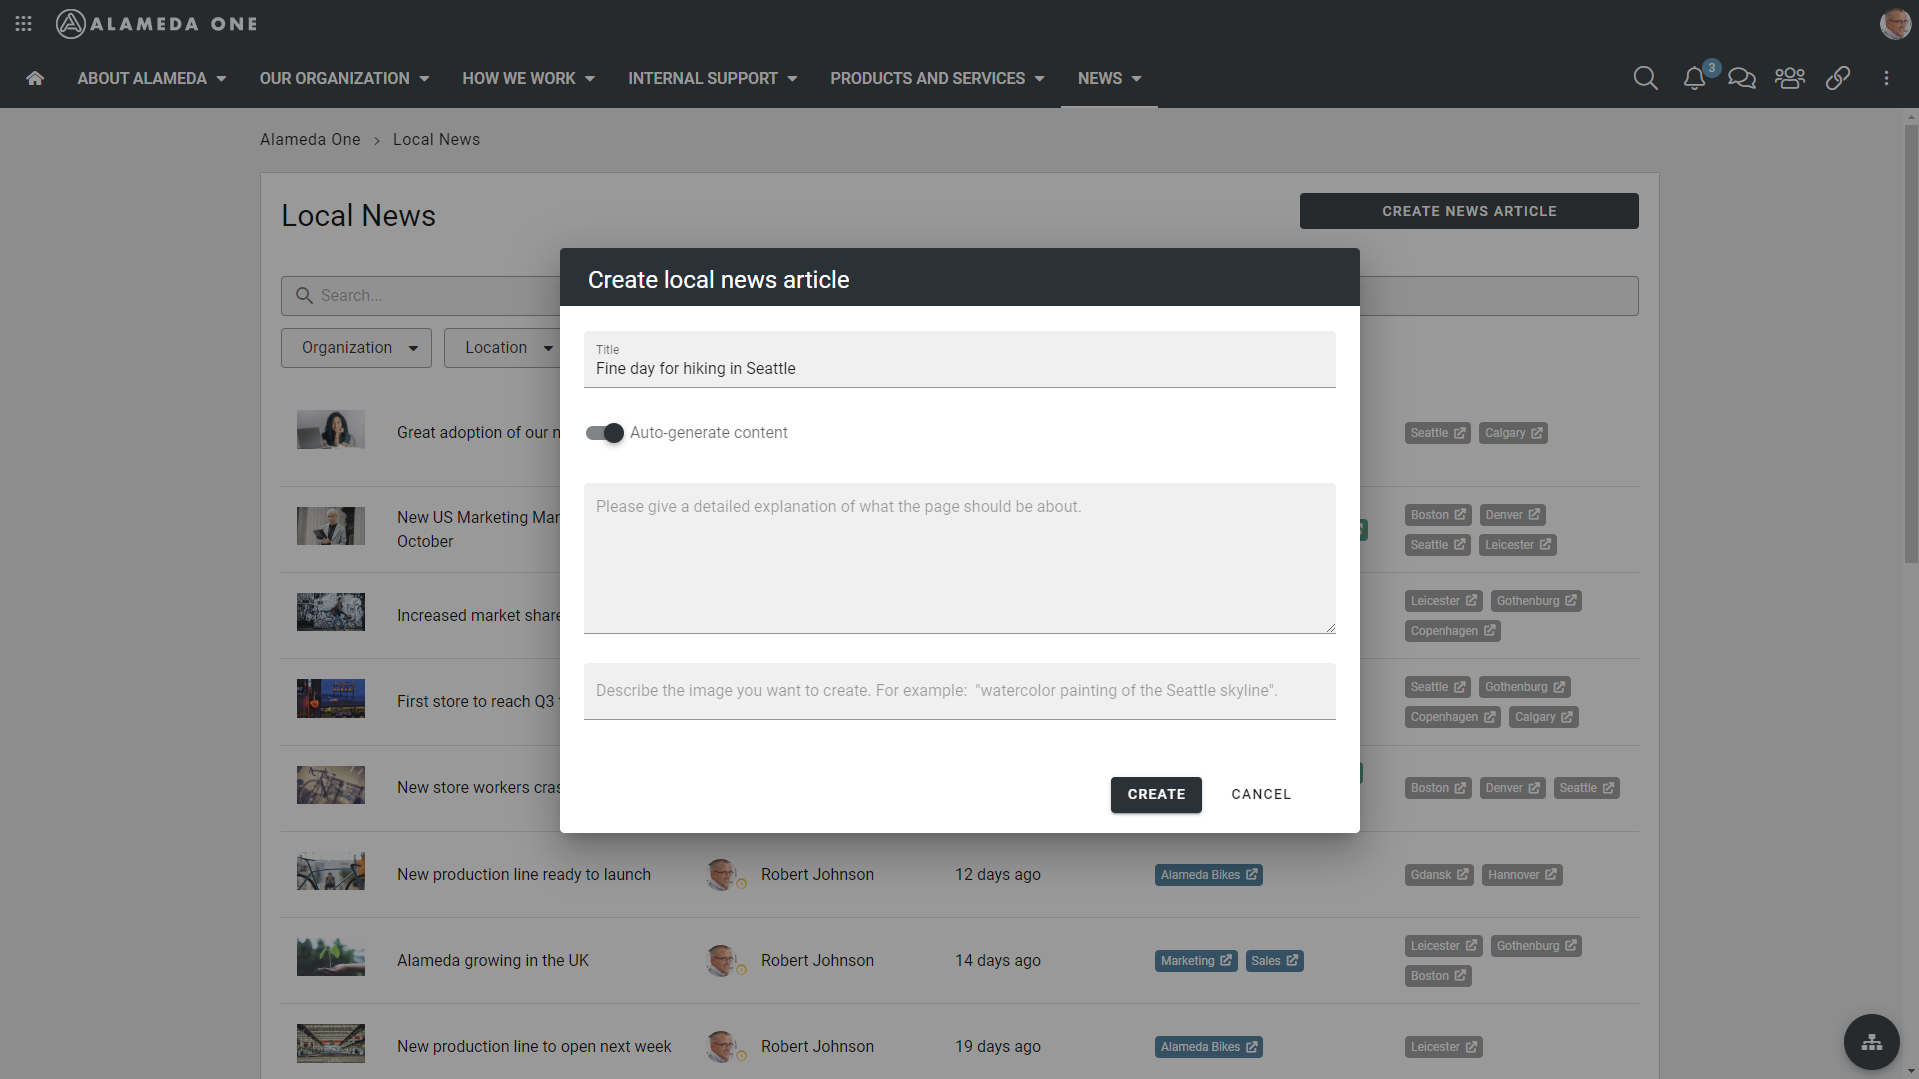 ALAMEDA ONE
ABOUT ALAMEDA OUR ORGANIZATION HOW WE WORK INTERNAL SUPPORT PRODUCTS AND SERVICES NEWS 3
Alameda One > Local News
Local News
CREATE NEWS ARTICLE
Search...
Organization Location
Create local news article
Title
Fine day for hiking in Seattle
Auto-generate content
Please give a detailed explanation of what the page should be about.
Describe the image you want to create. For example: "watercolor painting of the Seattle skyline".
CREATE CANCEL
Great adoption of our n
Seattle Calgary
New US Marketing Mar
October
Boston Denver
Seattle Leicester
Increased market share
Leicester Gothenburg
Copenhagen
First store to reach Q3
Seattle Gothenburg
Copenhagen Calgary
New store workers cras
Boston Denver Seattle
New production line ready to launch Robert Johnson 12 days ago Alameda Bikes Gdansk Hannover
Alameda growing in the UK Robert Johnson 14 days ago Marketing Sales Leicester Gothenburg
Boston
New production line to open next week Robert Johnson 19 days ago Alameda Bikes Leicester